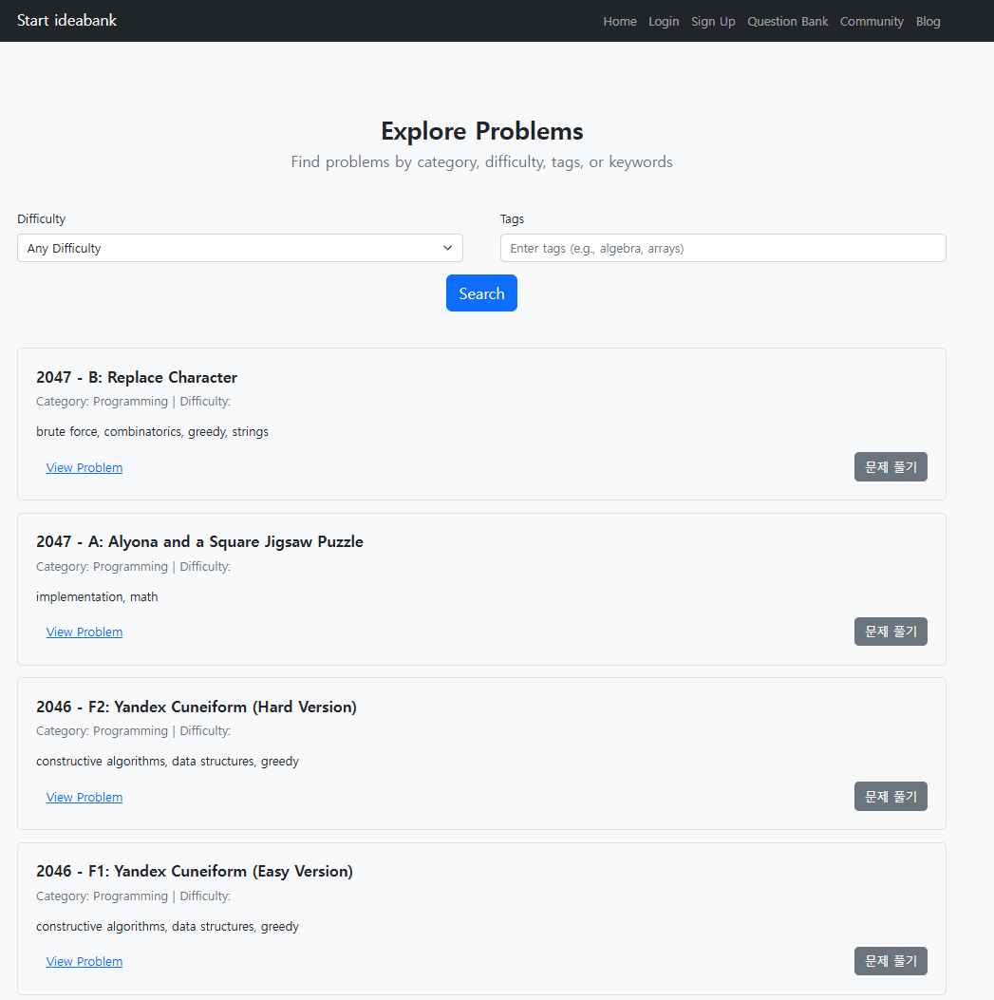 Start ideabank
Home Login Sign Up Question Bank Community Blog
Explore Problems
Find problems by category, difficulty, tags, or keywords
Difficulty
Tags
Any Difficulty
Enter tags (e.g., algebra, arrays)
Search
2047 - B: Replace Character
Category: Programming | Difficulty:
brute force, combinatorics, greedy, strings
View Problem
문제 풀기
2047 - A: Alyona and a Square Jigsaw Puzzle
Category: Programming | Difficulty:
implementation, math
View Problem
문제 풀기
2046 - F2: Yandex Cuneiform (Hard Version)
Category: Programming | Difficulty:
constructive algorithms, data structures, greedy
View Problem
문제 풀기
2046 - F1: Yandex Cuneiform (Easy Version)
Category: Programming | Difficulty:
constructive algorithms, data structures, greedy
View Problem
문제 풀기